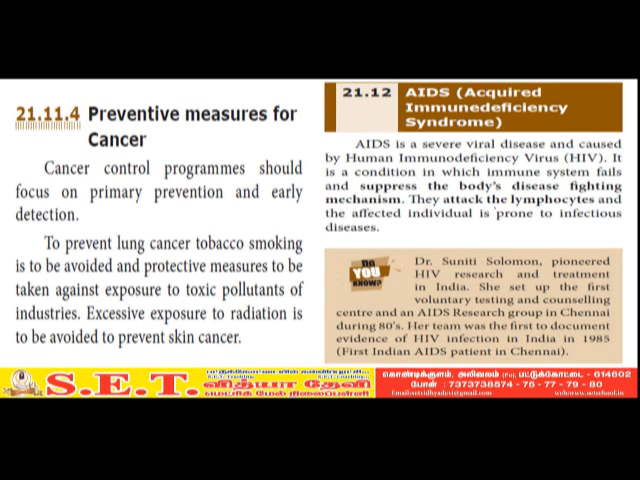 21.11.4 Preventive measures for
Cancer
Cancer control programmes should
focus on primary prevention and early
detection.
To prevent lung cancer tobacco smoking
is to be avoided and protective measures to be
taken against exposure to toxic pollutants of
industries. Excessive exposure to radiation is
to be avoided to prevent skin cancer.
21.12 AIDS (Acquired
Immunedeficiency
Syndrome)
AIDS is a severe viral disease and caused
by Human Immunodeficiency Virus (HIV). It
is a condition in which immune system fails
and suppress the body's disease fighting
mechanism. They attack the lymphocytes and
the affected individual is prone to infectious
diseases.
DO
YOU
KNOW?
Dr. Suniti Solomon, pioneered
HIV research and treatment
in India. She set up the first
voluntary testing and counselling
centre and an AIDS Research group in Chennai
during 80's. Her team was the first to document
evidence of HIV infection in India in 1985
(First Indian AIDS patient in Chennai).
S.E.T.
வித்யா தேவி
மெட்ரிக் மேல் நிலைப்பள்ளி
கொண்டிக்குளம், அலிவலம் (Po), பட்டுக்கோட்டை - 614602
போன் : 7373738874 - 75 - 77 - 79 - 80